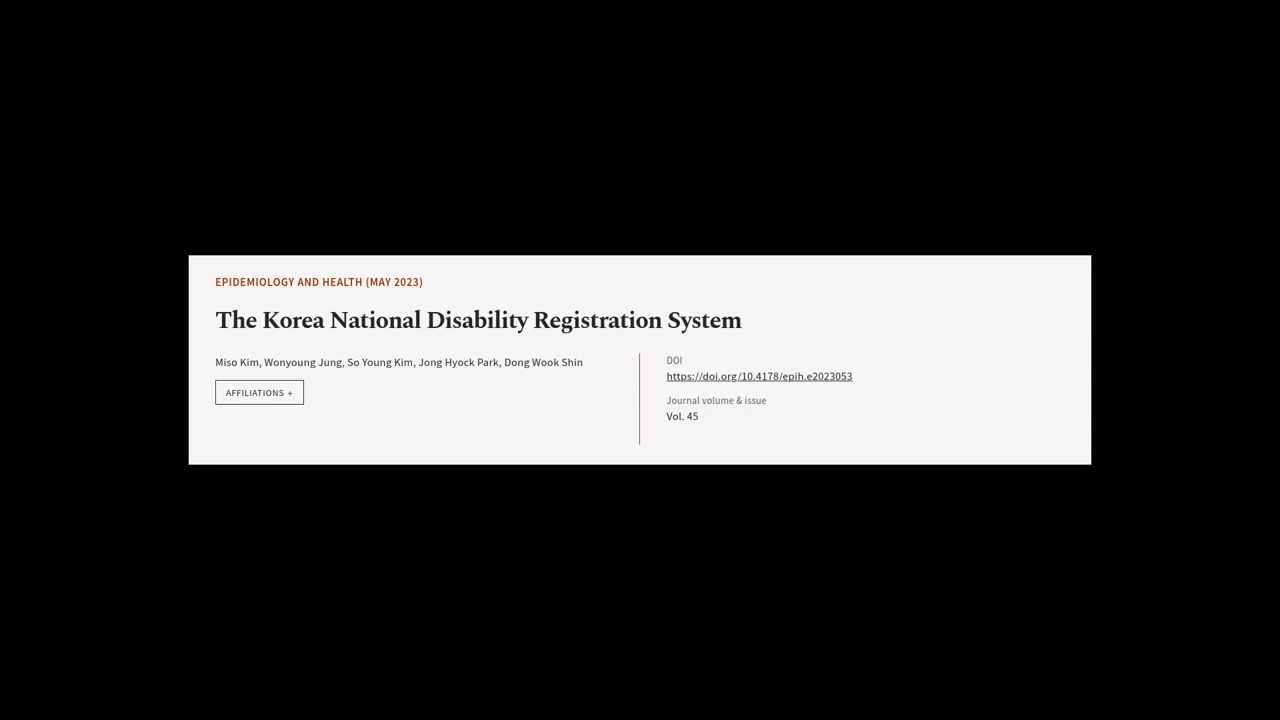 EPIDEMIOLOGY AND HEALTH (MAY 2023)
The Korea National Disability Registration System
Miso Kim, Wonyoung Jung, So Young Kim, Jong Hyock Park, Dong Wook Shin
AFFILIATIONS +
DOI
https://doi.org/10.4178/epih.e2023053
Journal volume & issue
Vol. 45